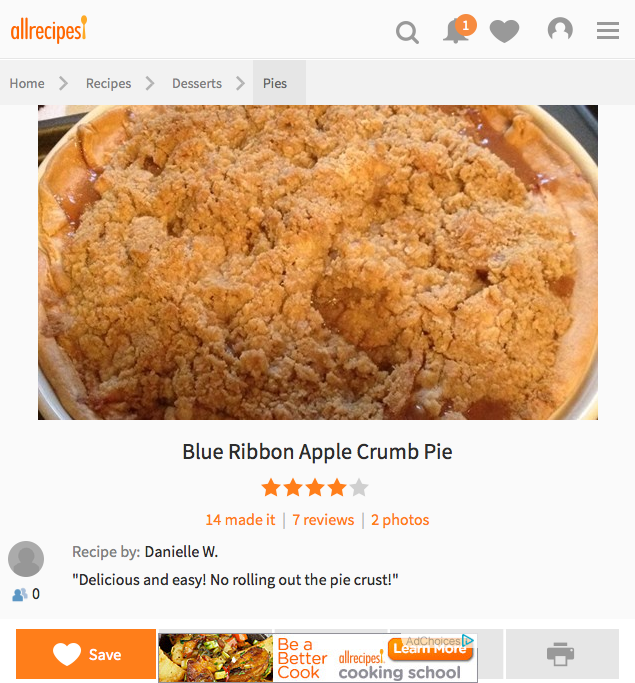 allrecipes!
1
Home Recipes Desserts Pies
Blue Ribbon Apple Crumb Pie
14 made it | 7 reviews | 2 photos
Recipe by: Danielle W.
"Delicious and easy! No rolling out the pie crust!"
0
Save
Be a
Better
Cook
allrecipes!
cooking school
Learn More
AdChoices